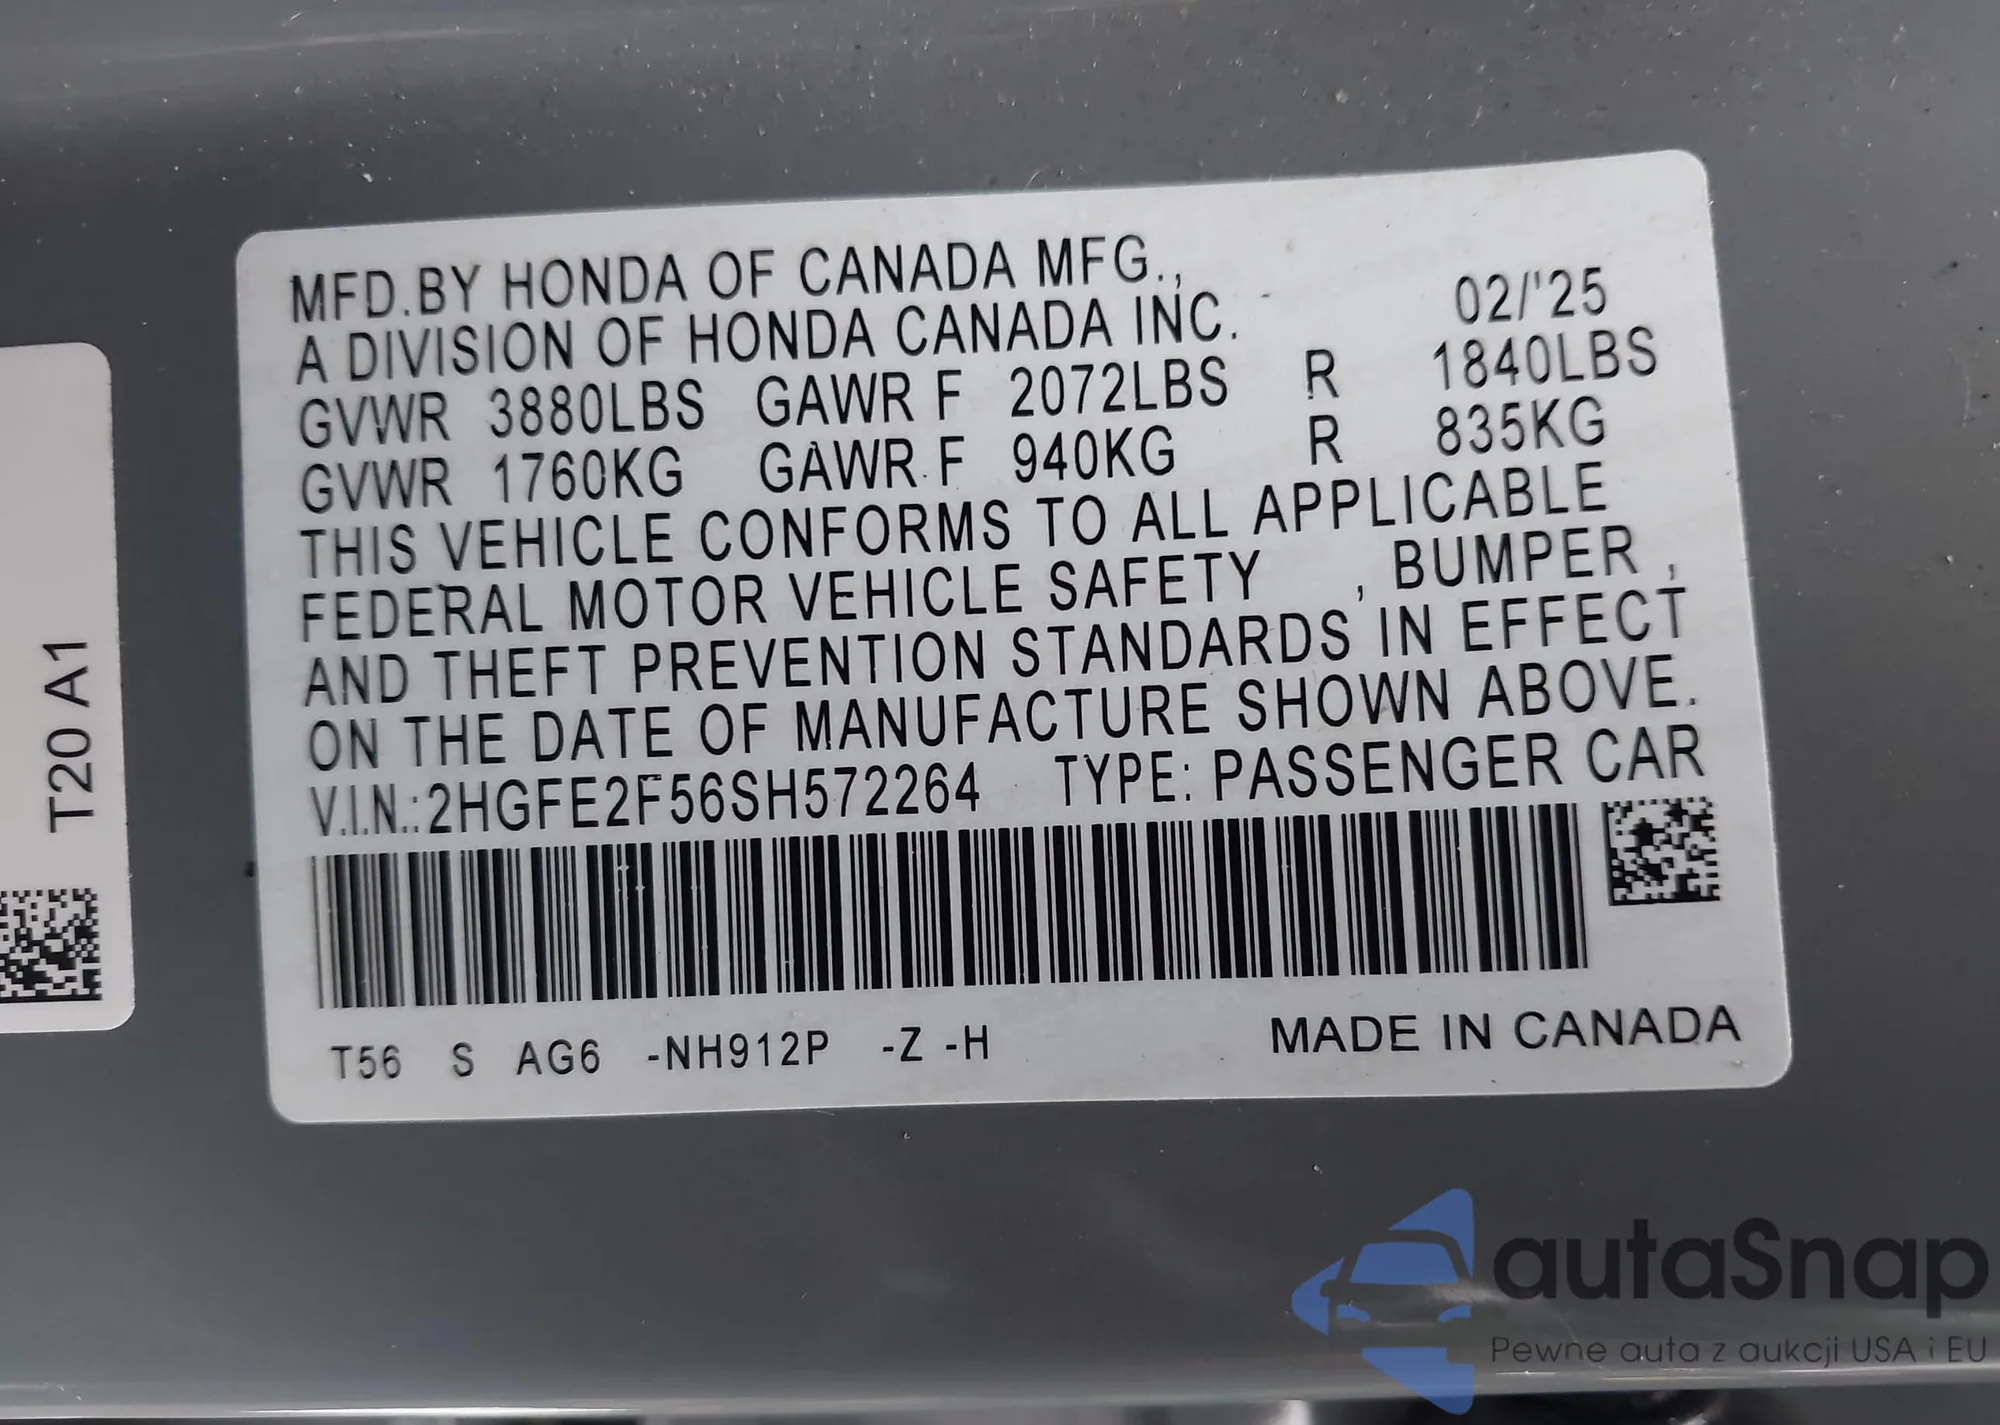 MFD.BY HONDA OF CANADA MFG.,
A DIVISION OF HONDA CANADA INC. 02/'25
GVWR 3880LBS GAWR F 2072LBS R 1840LBS
GVWR 1760KG GAWR F 940KG R 835KG
THIS VEHICLE CONFORMS TO ALL APPLICABLE
FEDERAL MOTOR VEHICLE SAFETY , BUMPER ,
AND THEFT PREVENTION STANDARDS IN EFFECT
ON THE DATE OF MANUFACTURE SHOWN ABOVE.
V.I.N.:2HGFE2F56SH572264 TYPE: PASSENGER CAR
T56 S AG6 -NH912P -Z -H MADE IN CANADA
T20 A1
autaSnap
Pewne auta z aukcji USA i EU